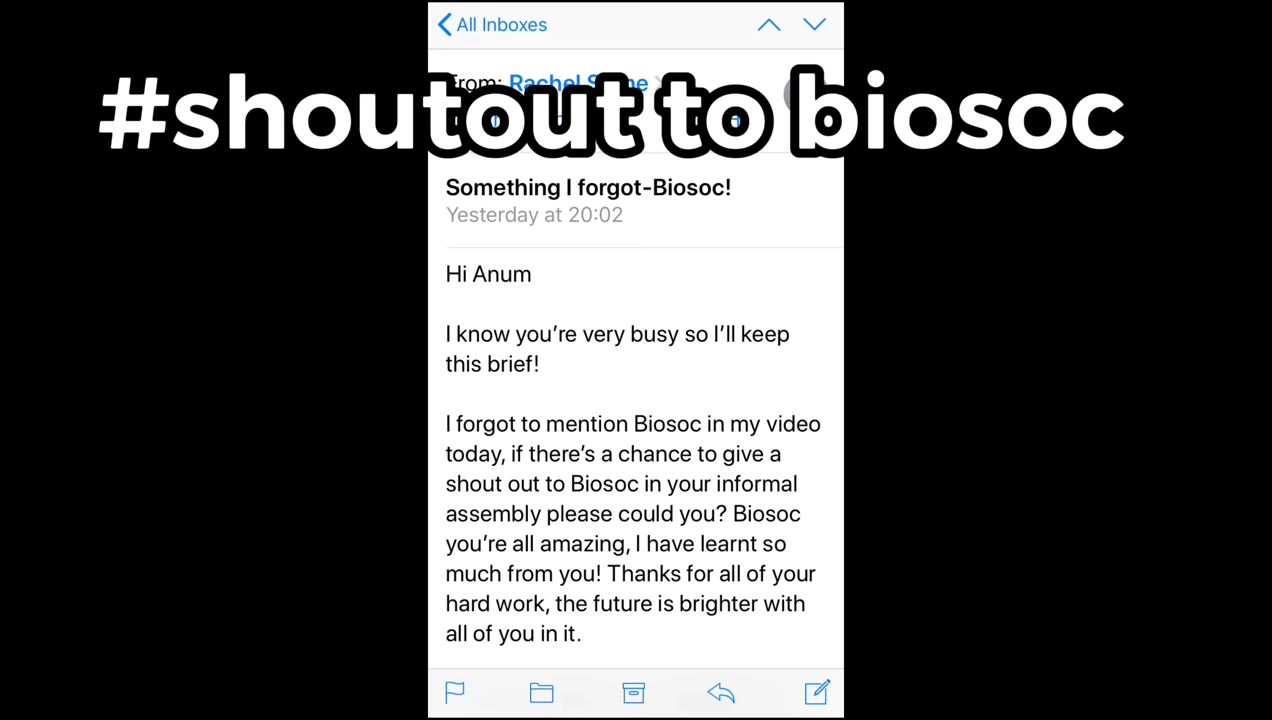 All Inboxes
From: Rachel
#shoutout to biosoc
Something I forgot-Biosoc!
Yesterday at 20:02
Hi Anum
I know you’re very busy so I’ll keep
this brief!
I forgot to mention Biosoc in my video
today, if there’s a chance to give a
shout out to Biosoc in your informal
assembly please could you? Biosoc
you’re all amazing, I have learnt so
much from you! Thanks for all of your
hard work, the future is brighter with
all of you in it.